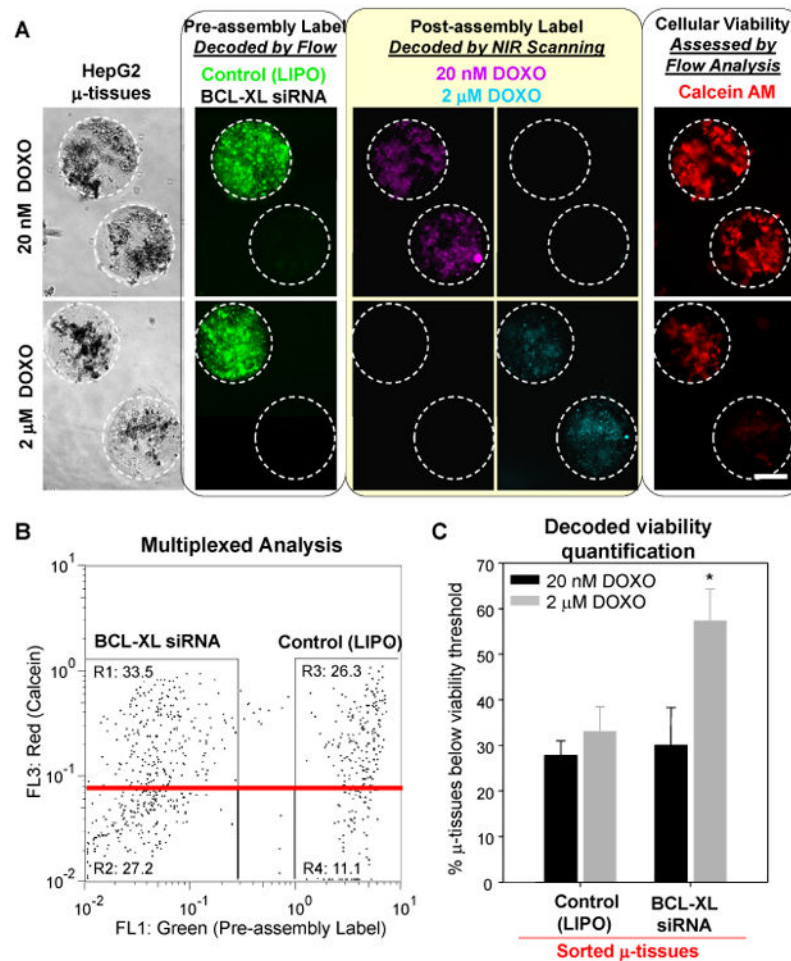 A
HepG2
μ-tissues
Pre-assembly Label
Decoded by Flow
Control (LIPO)
BCL-XL siRNA
Post-assembly Label
Decoded by NIR Scanning
20 nM DOXO
2 μM DOXO
Cellular Viability
Assessed by
Flow Analysis
Calcein AM
20 nM DOXO
2 μM DOXO
B
Multiplexed Analysis
BCL-XL siRNA
Control (LIPO)
R1: 33.5
R3: 26.3
R2: 27.2
R4: 11.1
FL3: Red (Calcein)
10^1
10^0
10^-1
10^-2
10^-2
10^-1
10^0
10^1
FL1: Green (Pre-assembly Label)
C
Decoded viability
quantification
20 nM DOXO
2 μM DOXO
*
% μ-tissues below viability threshold
70
60
50
40
30
20
10
0
Control
(LIPO)
BCL-XL
siRNA
Sorted μ-tissues